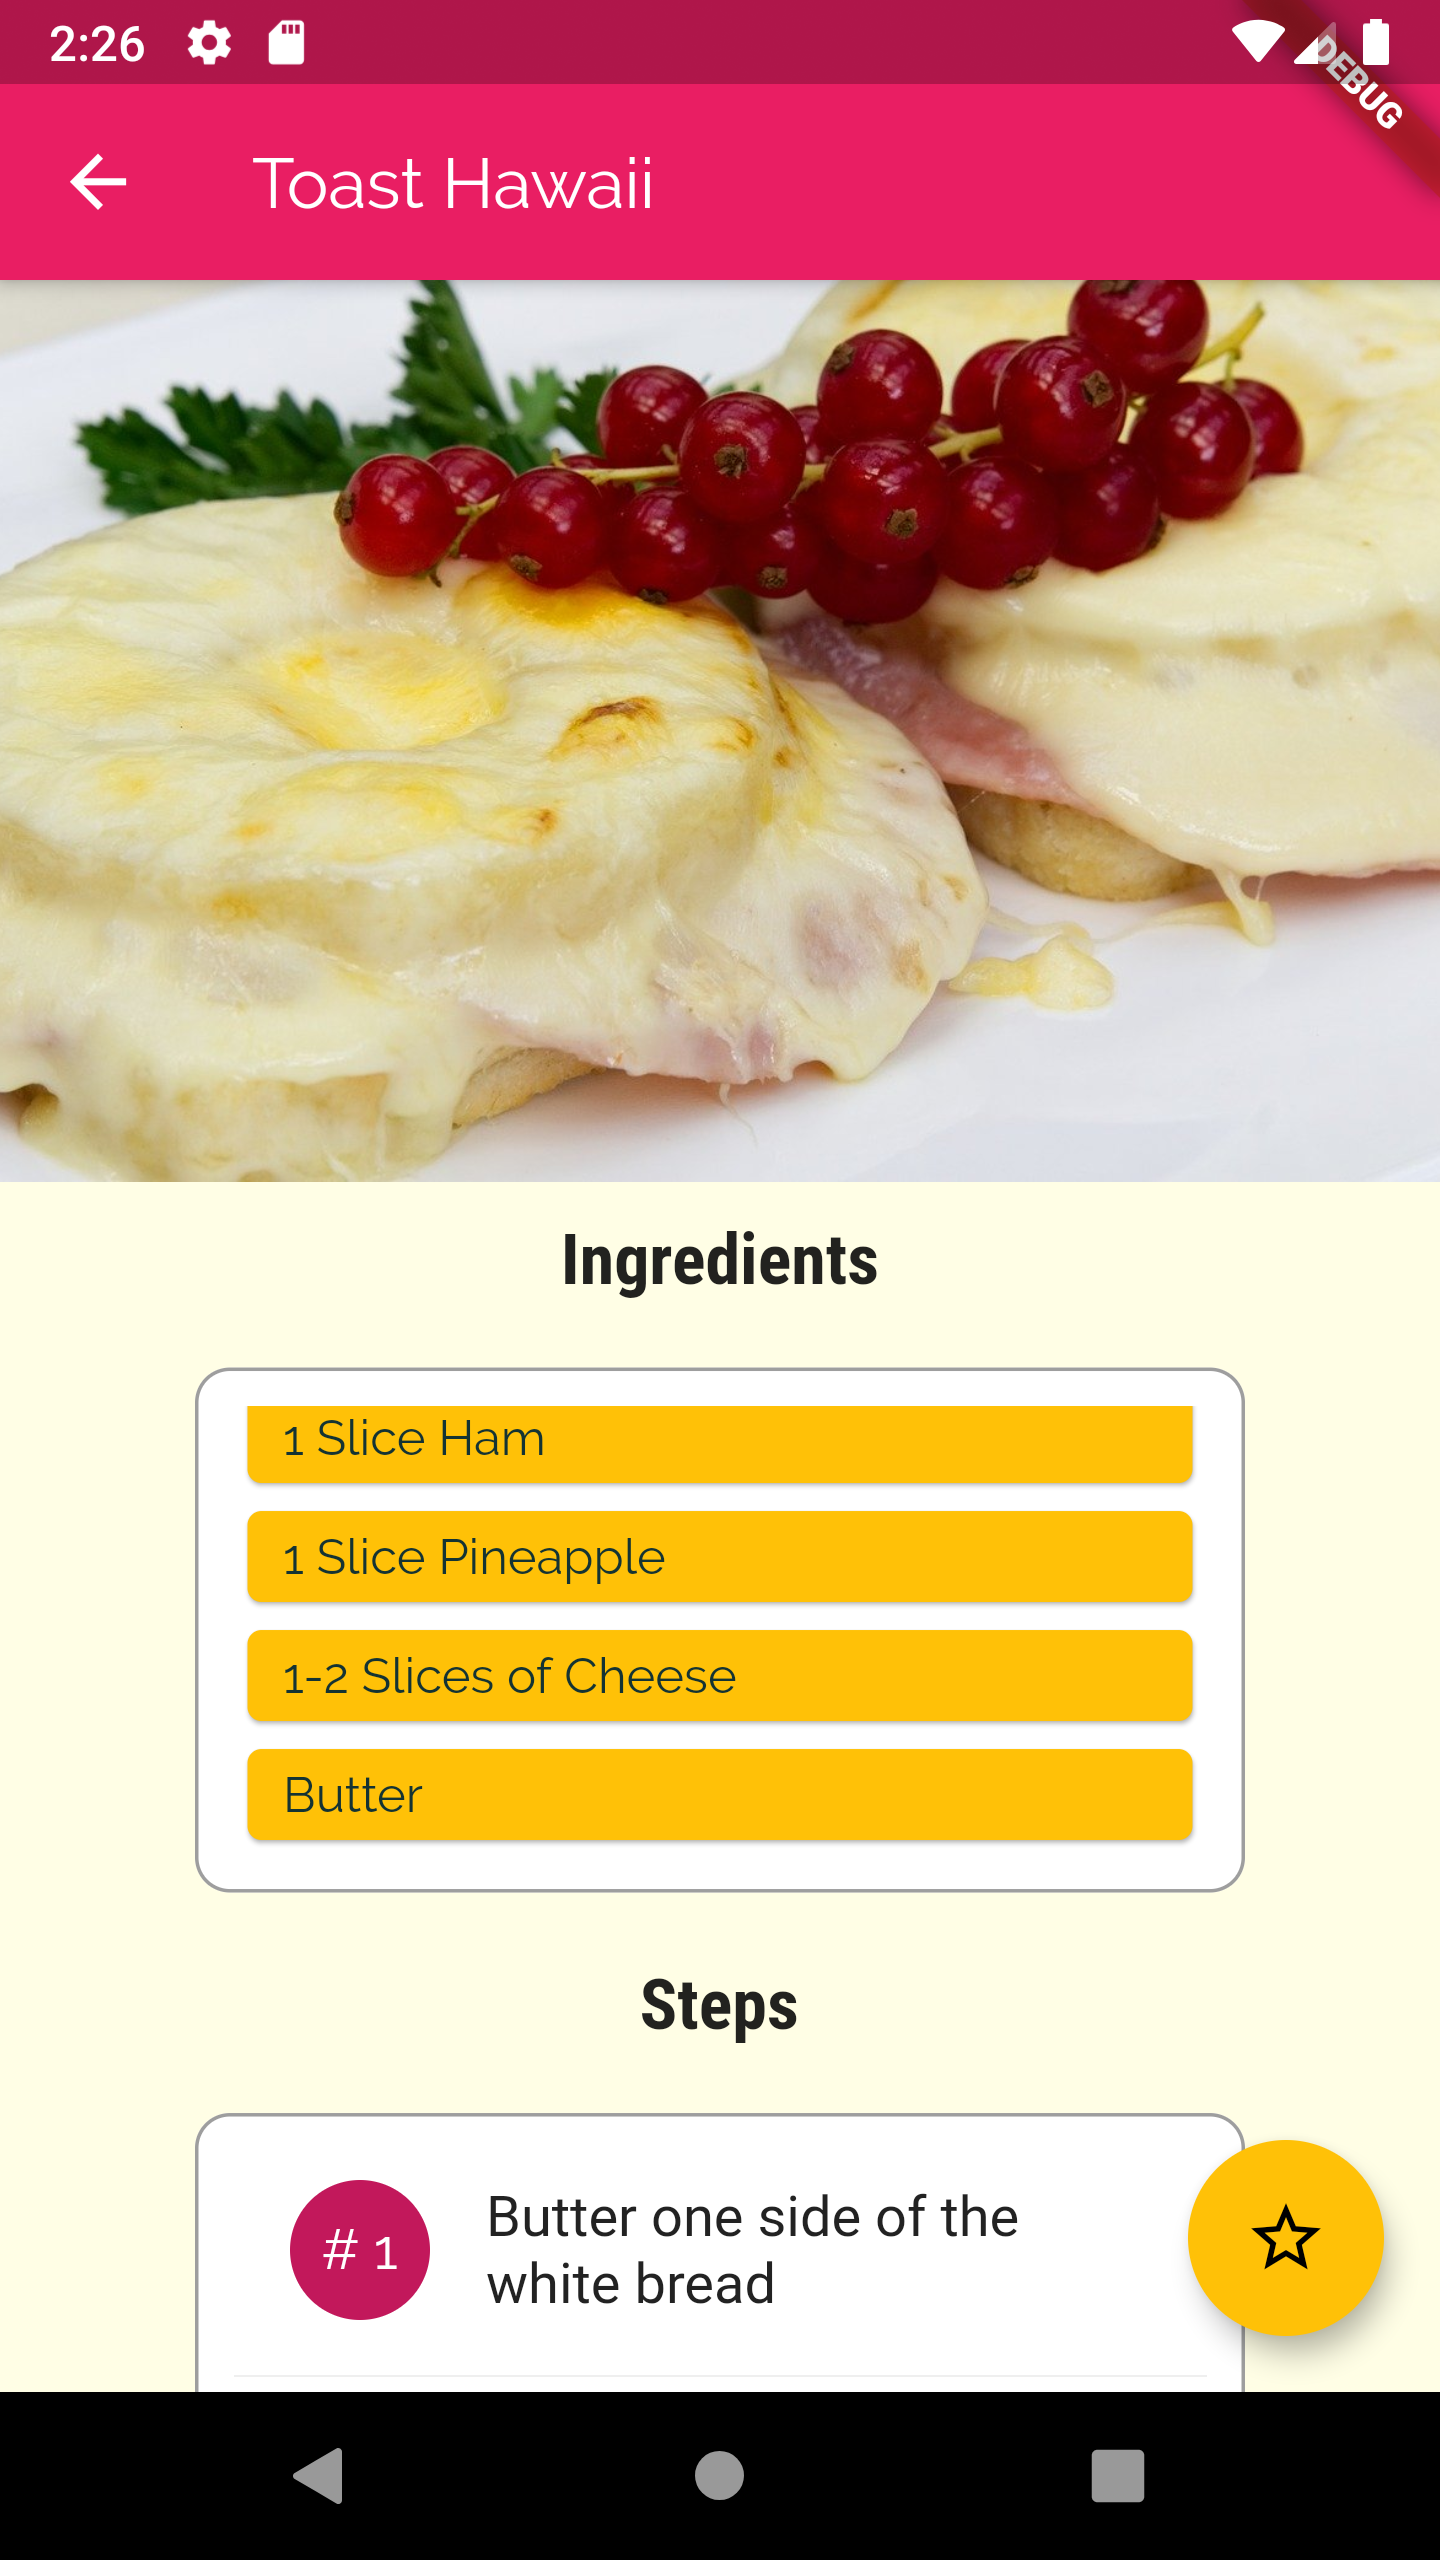 2:26
DEBUG
Toast Hawaii
Ingredients
1 Slice Ham
1 Slice Pineapple
1-2 Slices of Cheese
Butter
Steps
# 1
Butter one side of the
white bread